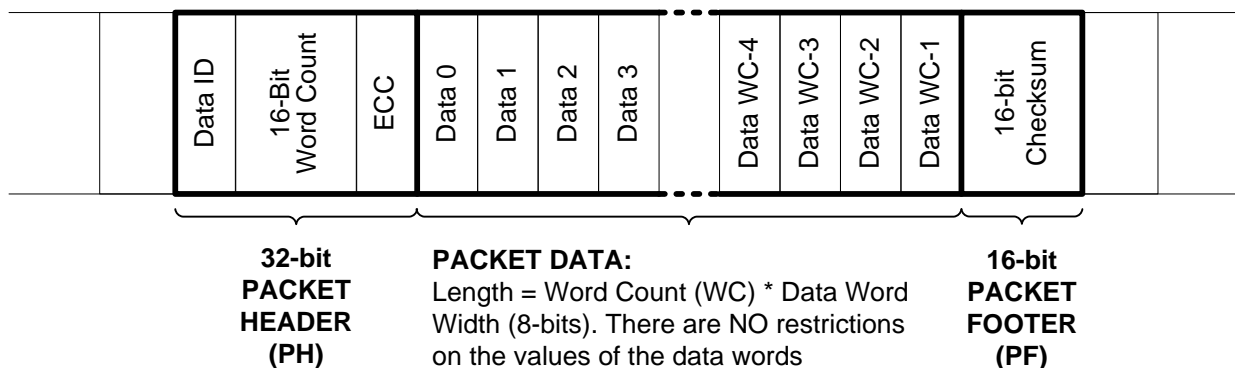 Data ID
16-Bit
Word Count
ECC
Data 0
Data 1
Data 2
Data 3
Data WC-4
Data WC-3
Data WC-2
Data WC-1
16-bit
Checksum
32-bit
PACKET
HEADER
(PH)
PACKET DATA:
Length = Word Count (WC) * Data Word
Width (8-bits). There are NO restrictions
on the values of the data words
16-bit
PACKET
FOOTER
(PF)